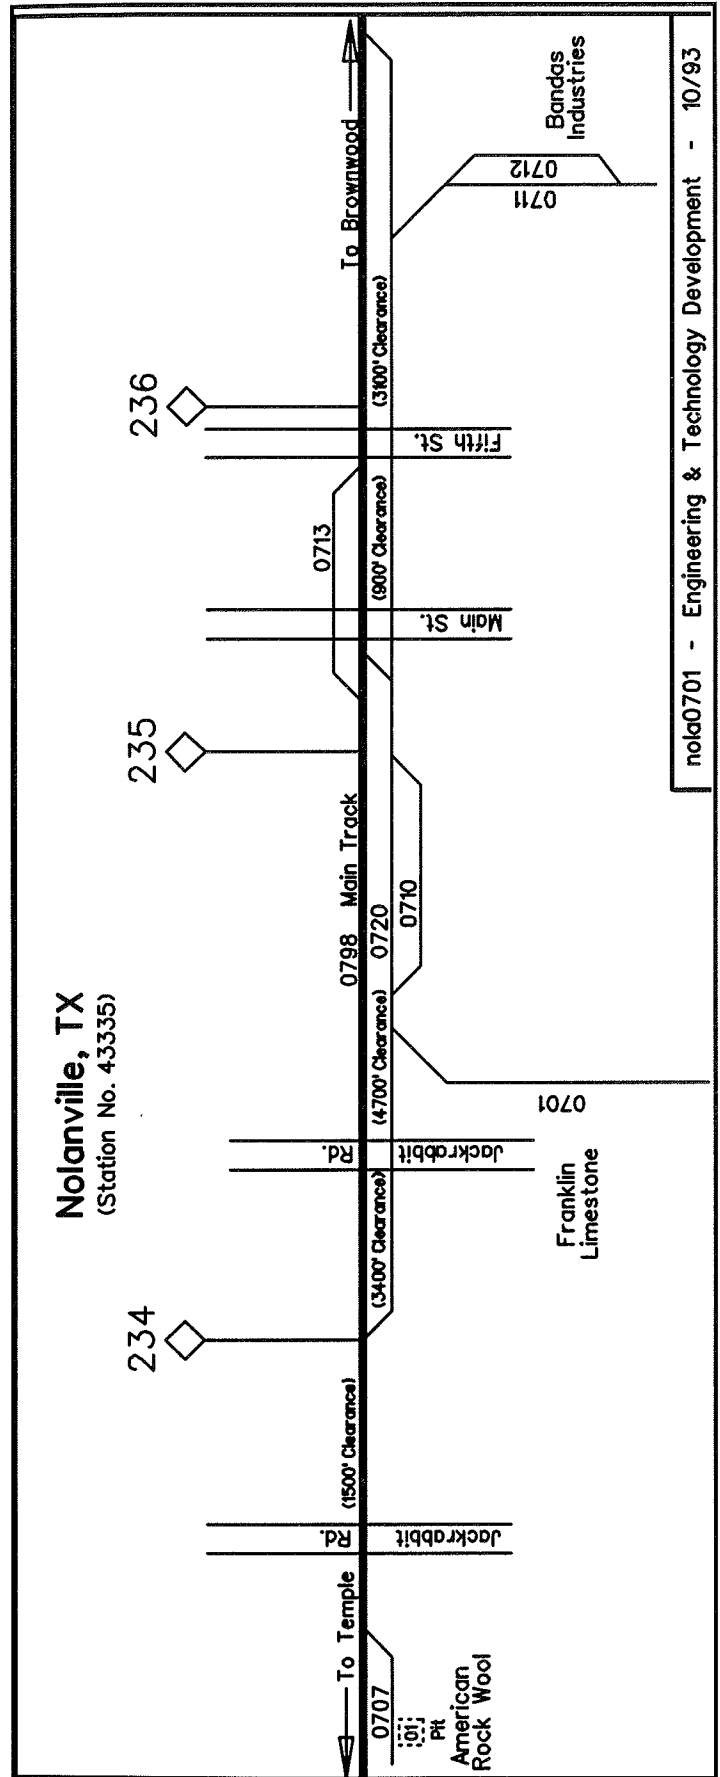 Nolanville, TX
(Station No. 43335)
234
235
236
To Temple
(1500' Clearance)
0798 Main Track
0713
To Brownwood
0707
Jackrabbit Rd.
(3400' Clearance)
Jackrabbit Rd.
(4700' Clearance)
0720
0710
Main St.
(900' Clearance)
Fifth St.
(3100' Clearance)
01
Pit
American
Rock Wool
Franklin
Limestone
0701
0711
0712
Bandas
Industries
nola0701 - Engineering & Technology Development - 10/93